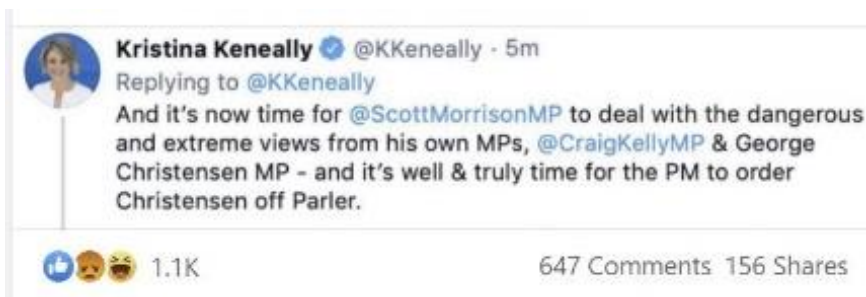 Kristina Keneally @KKeneally · 5m
Replying to @KKeneally
And it's now time for @ScottMorrisonMP to deal with the dangerous
and extreme views from his own MPs, @CraigKellyMP & George
Christensen MP - and it's well & truly time for the PM to order
Christensen off Parler.
1.1K 647 Comments 156 Shares